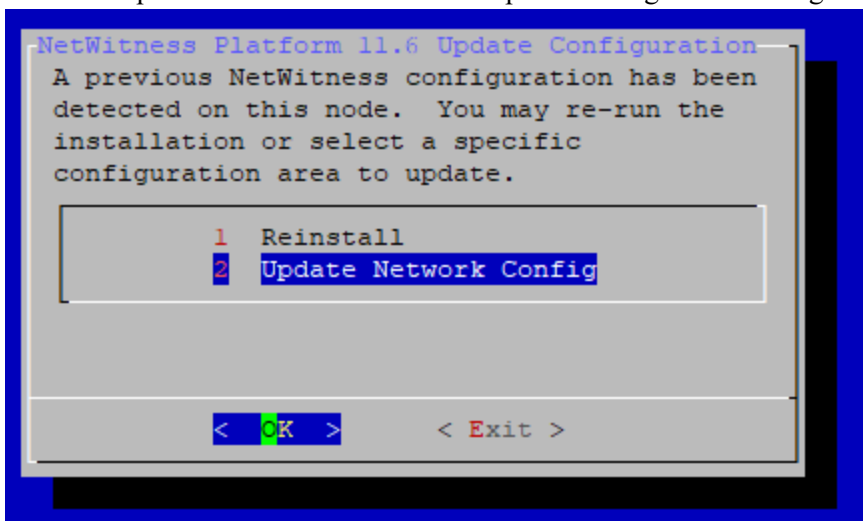 NetWitness Platform 11.6 Update Configuration
A previous NetWitness configuration has been
detected on this node. You may re-run the
installation or select a specific
configuration area to update.
1 Reinstall
2 Update Network Config
< OK > < Exit >